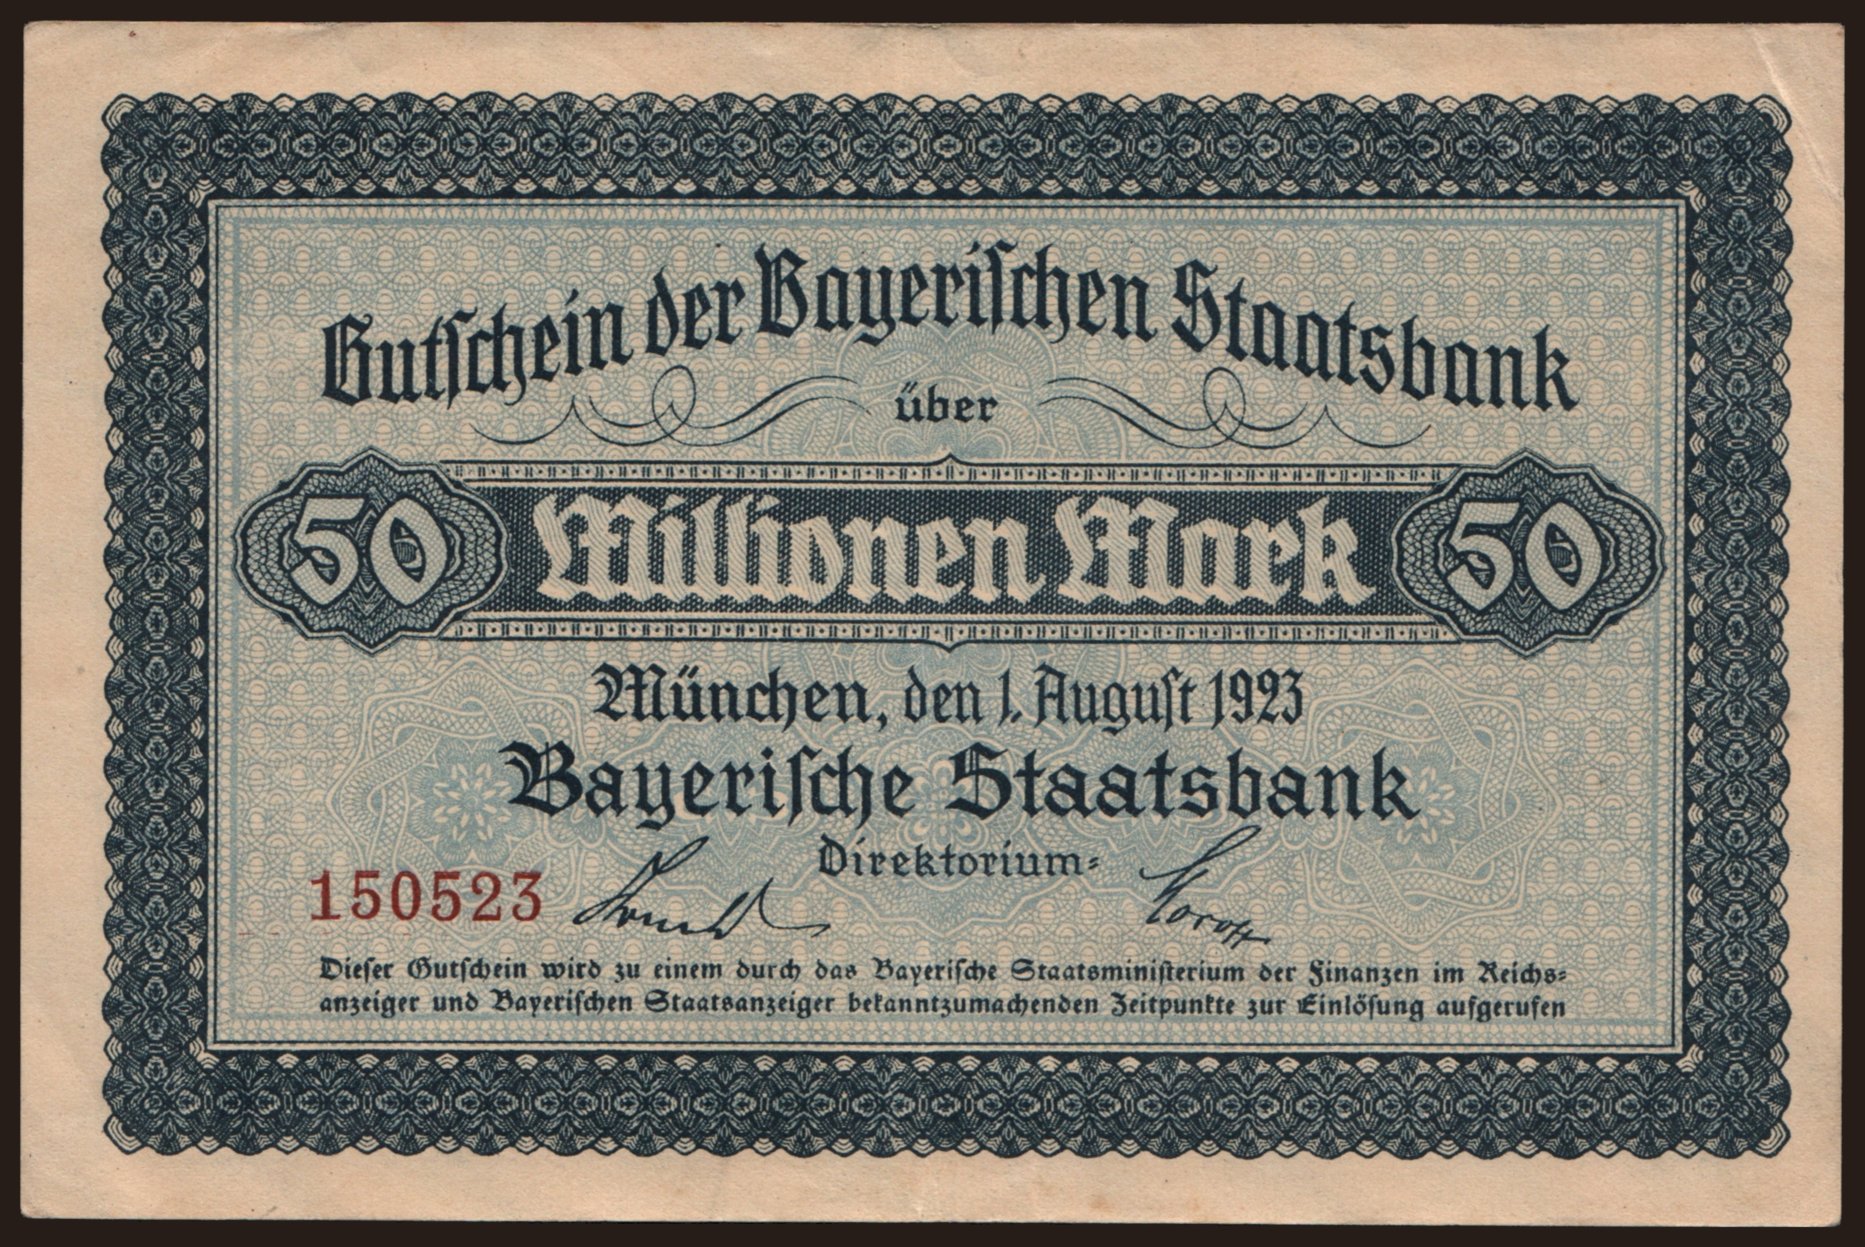 Gutschein der Bayerischen Staatsbank
über
50 Millionen Mark 50
München, den 1. August 1923
Bayerische Staatsbank
Direktorium:
150523
Dieser Gutschein wird zu einem durch das Bayerische Staatsministerium der Finanzen im Reichs-
anzeiger und Bayerischen Staatsanzeiger bekanntzumachenden Zeitpunkte zur Einlösung aufgerufen